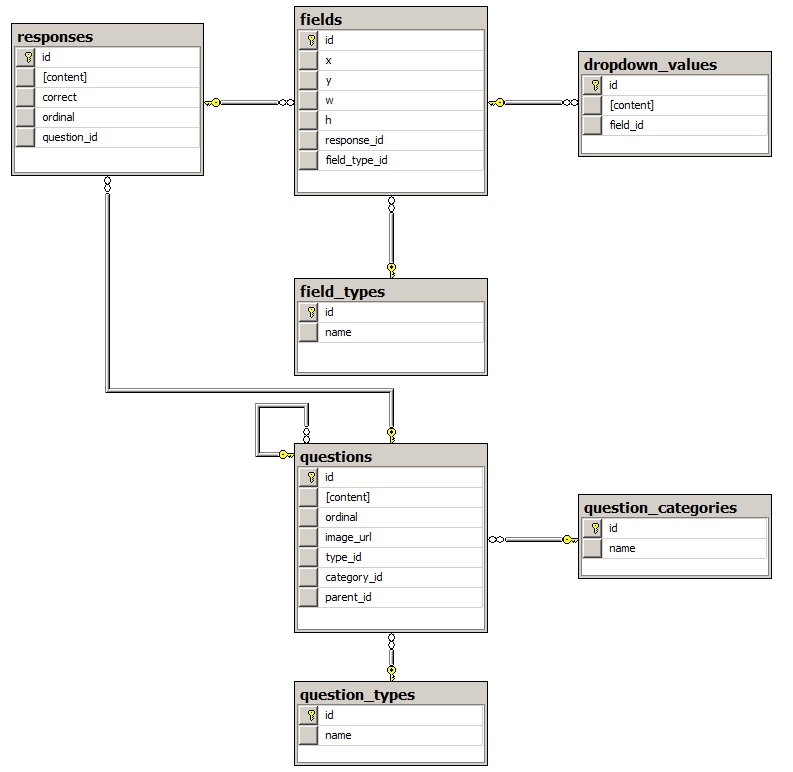 responses
id
[content]
correct
ordinal
question_id
fields
id
x
y
w
h
response_id
field_type_id
dropdown_values
id
[content]
field_id
field_types
id
name
questions
id
[content]
ordinal
image_url
type_id
category_id
parent_id
question_categories
id
name
question_types
id
name